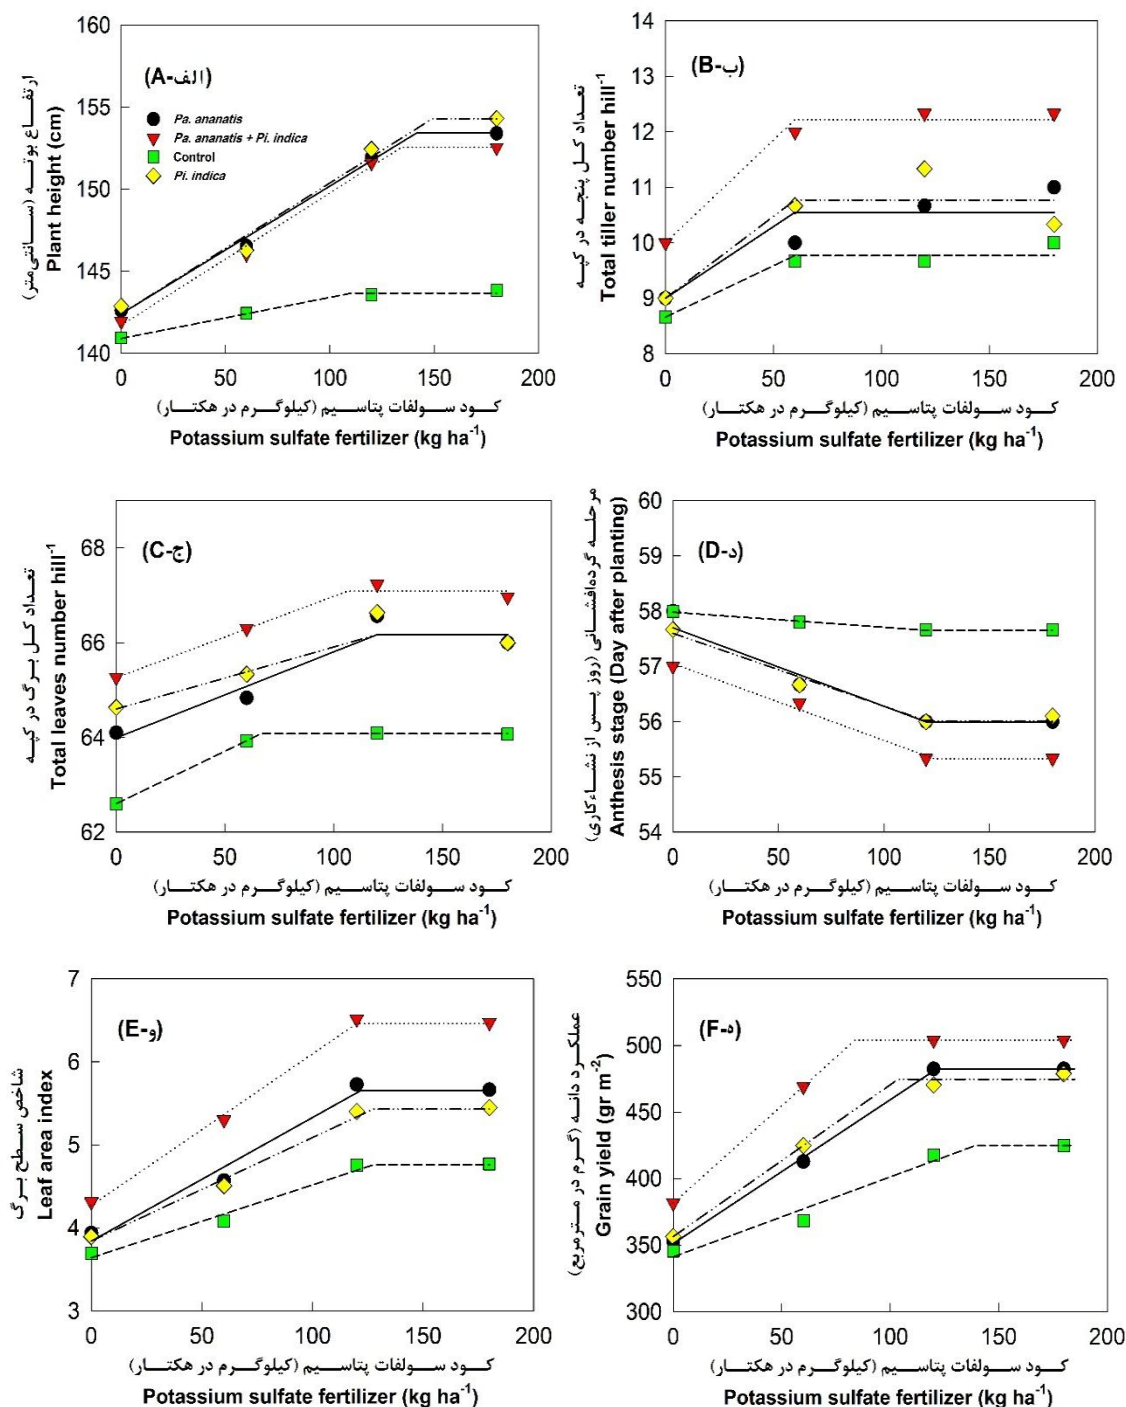 160
155
150
145
140
ارتفاع بوته (سانتی‌متر)
Plant height (cm)
(A-الف)
Pa. ananatis
Pa. ananatis + Pi. indica
Control
Pi. indica
0 50 100 150 200
کود سولفات پتاسیم (کیلوگرم در هکتار)
Potassium sulfate fertilizer (kg ha-1)
14
13
12
11
10
9
8
تعداد کل پنجه در کپه
Total tiller number hill-1
(B-ب)
0 50 100 150 200
کود سولفات پتاسیم (کیلوگرم در هکتار)
Potassium sulfate fertilizer (kg ha-1)
68
66
64
62
تعداد کل برگ در کپه
Total leaves number hill-1
(C-ج)
0 50 100 150 200
کود سولفات پتاسیم (کیلوگرم در هکتار)
Potassium sulfate fertilizer (kg ha-1)
60
59
58
57
56
55
54
مرحله گرده‌افشانی (روز پس از نشاءکاری)
Anthesis stage (Day after planting)
(D-د)
0 50 100 150 200
کود سولفات پتاسیم (کیلوگرم در هکتار)
Potassium sulfate fertilizer (kg ha-1)
7
6
5
4
3
شاخص سطح برگ
Leaf area index
(E-و)
0 50 100 150 200
کود سولفات پتاسیم (کیلوگرم در هکتار)
Potassium sulfate fertilizer (kg ha-1)
550
500
450
400
350
300
عملکرد دانه (گرم در مترمربع)
Grain yield (gr m-2)
(F-ه)
0 50 100 150 200
کود سولفات پتاسیم (کیلوگرم در هکتار)
Potassium sulfate fertilizer (kg ha-1)